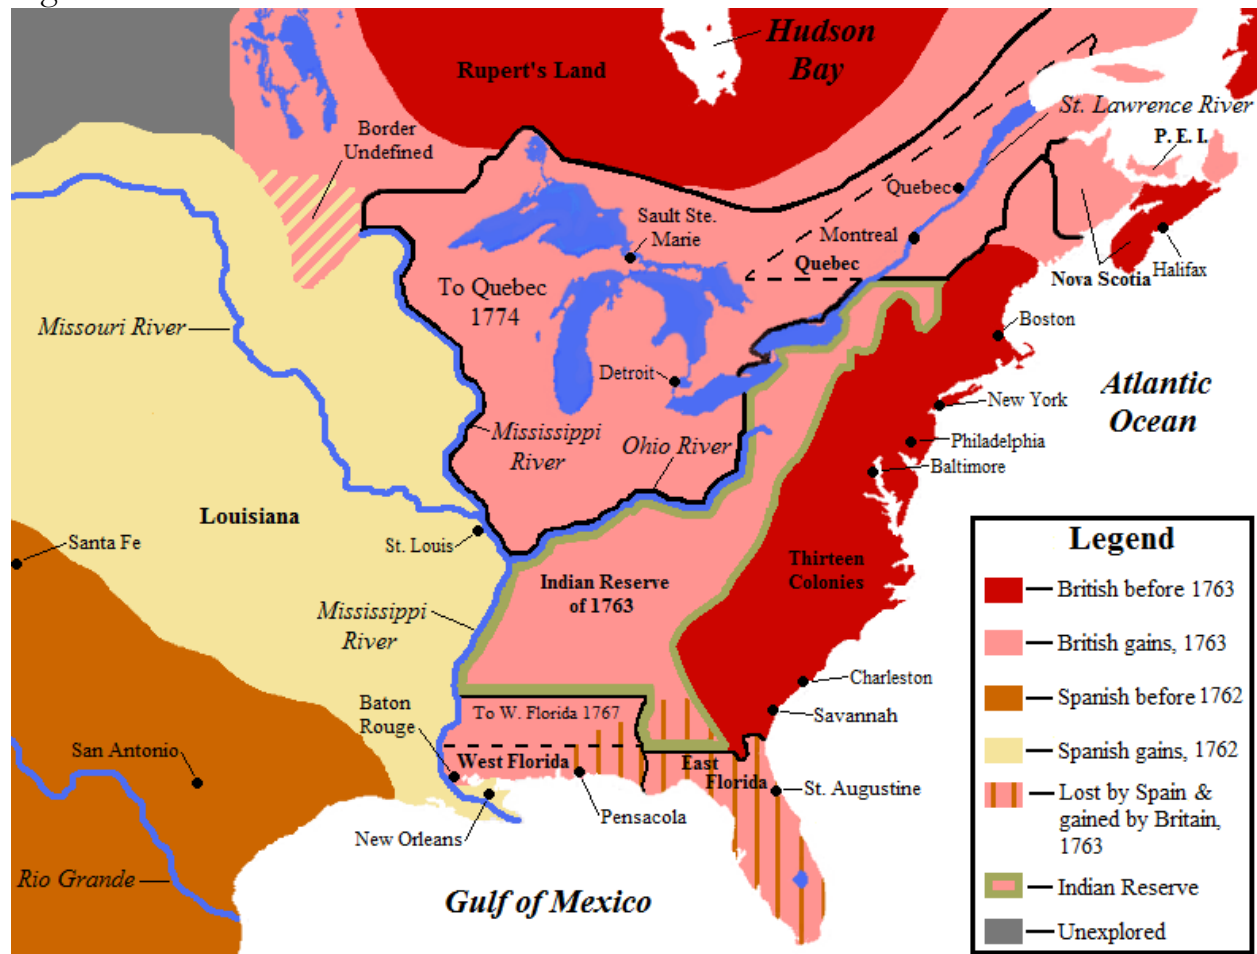 Hudson
Bay
Rupert's Land
St. Lawrence River
Border
Undefined
P. E. I.
Quebec
Sault Ste.
Marie
Montreal
Quebec
Nova Scotia
Halifax
To Quebec
1774
Missouri River
Boston
Detroit
Atlantic
Ocean
New York
Mississippi
River
Ohio River
Philadelphia
Baltimore
Louisiana
St. Louis
Santa Fe
Thirteen
Colonies
Indian Reserve
of 1763
Mississippi
River
Charleston
Baton
Rouge
To W. Florida 1767
Savannah
San Antonio
West Florida
East
Florida
St. Augustine
Pensacola
New Orleans
Rio Grande
Gulf of Mexico
Legend
British before 1763
British gains, 1763
Spanish before 1762
Spanish gains, 1762
Lost by Spain &
gained by Britain,
1763
Indian Reserve
Unexplored